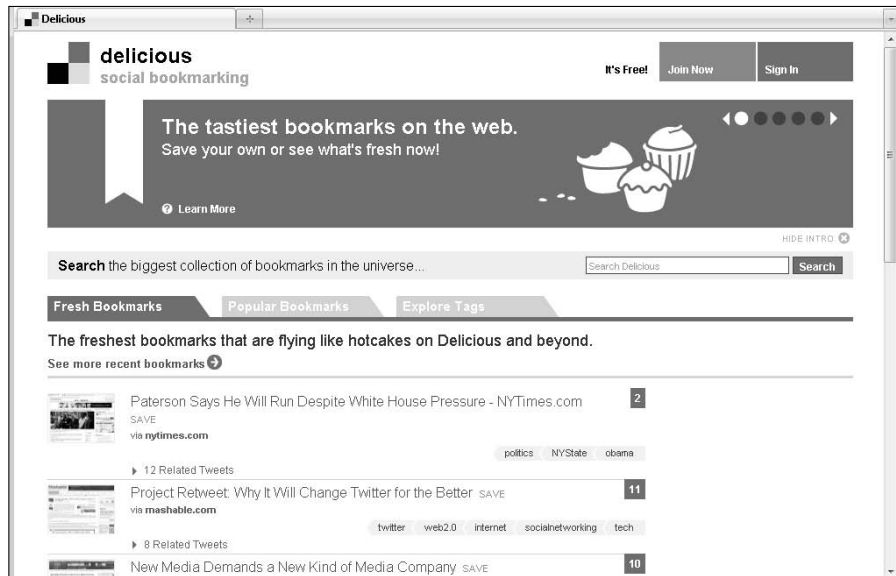 Delicious
delicious
social bookmarking
It's Free!
Join Now
Sign In
The tastiest bookmarks on the web.
Save your own or see what's fresh now!
? Learn More
HIDE INTRO
Search the biggest collection of bookmarks in the universe...
Search Delicious
Search
Fresh Bookmarks
Popular Bookmarks
Explore Tags
The freshest bookmarks that are flying like hotcakes on Delicious and beyond.
See more recent bookmarks
Paterson Says He Will Run Despite White House Pressure - NYTimes.com
2
SAVE
via nytimes.com
politics NYState obama
12 Related Tweets
Project Retweet: Why It Will Change Twitter for the Better SAVE
11
via mashable.com
twitter web2.0 internet socialnetworking tech
8 Related Tweets
New Media Demands a New Kind of Media Company SAVE
10